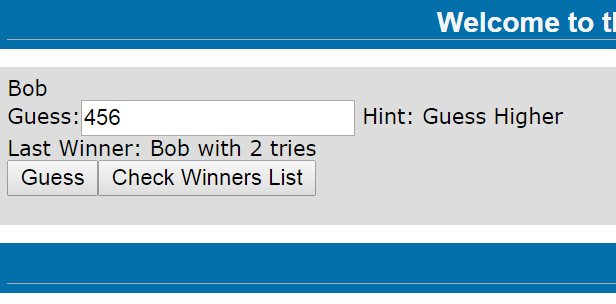 Welcome to
Bob
Guess: 456 Hint: Guess Higher
Last Winner: Bob with 2 tries
Guess Check Winners List